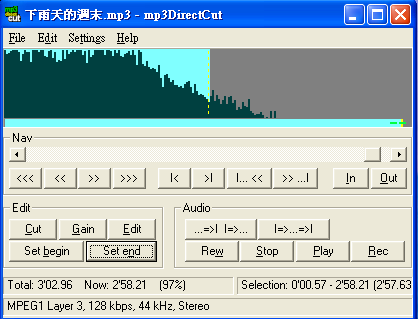 mp3 cut 下雨天的週末.mp3 - mp3DirectCut
File Edit Settings Help
Nav
<<< << >> >>> I< >I I... << >> ...I In Out
Edit Audio
Cut Gain Edit ...=>I I=>... I=>...=>I
Set begin Set end Rew Stop Play Rec
Total: 3'02.96 Now: 2'58.21 (97%) Selection: 0'00.57 - 2'58.21 (2'57.63
MPEG1 Layer 3, 128 kbps, 44 kHz, Stereo